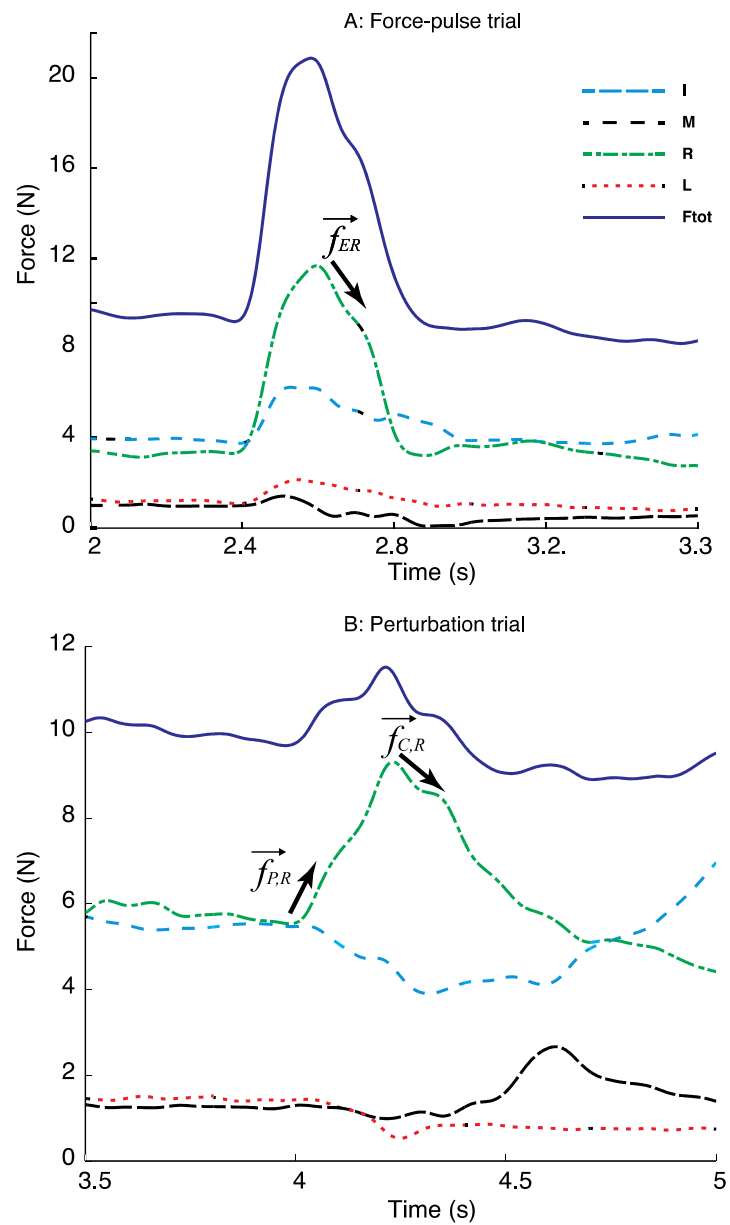 A: Force-pulse trial
20
16
12
8
4
0
Force (N)
I
M
R
L
Ftot
f_ER
2 2.4 2. 2.8 3. 3.2. 3.3
Time (s)
B: Perturbation trial
12
10
8
6
4
2
0
Force (N)
f_C,R
f_P,R
3.5 4 4.5 5
Time (s)